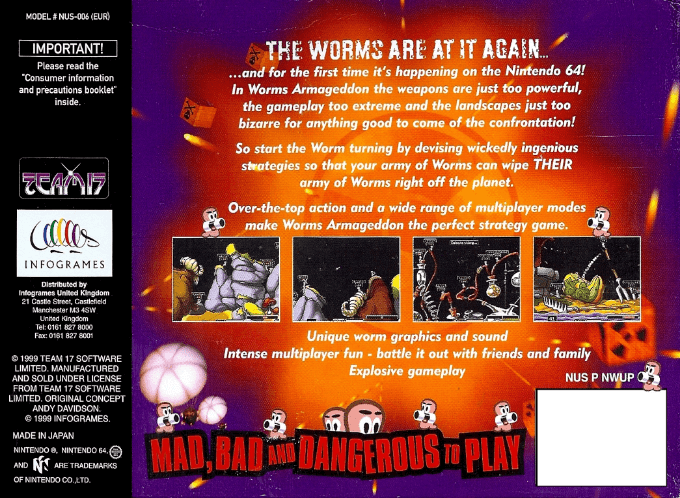 MODEL # NUS-006 (EUR)
IMPORTANT!
Please read the
"Consumer information
and precautions booklet"
inside.
TEAM17
INFOGRAMES
Distributed by
Infogrames United Kingdom
21 Castle Street, Castlefield
Manchester M3 4SW
United Kingdom
Tel: 0161 827 8000
Fax: 0161 827 8001
© 1999 TEAM 17 SOFTWARE
LIMITED. MANUFACTURED
AND SOLD UNDER LICENSE
FROM TEAM 17 SOFTWARE
LIMITED. ORIGINAL CONCEPT
ANDY DAVIDSON.
© 1999 INFOGRAMES.
MADE IN JAPAN
NINTENDO ®, NINTENDO 64,
AND N ARE TRADEMARKS
OF NINTENDO CO.,LTD.
THE WORMS ARE AT IT AGAIN...
...and for the first time it's happening on the Nintendo 64!
In Worms Armageddon the weapons are just too powerful,
the gameplay too extreme and the landscapes just too
bizarre for anything good to come of the confrontation!
So start the Worm turning by devising wickedly ingenious
strategies so that your army of Worms can wipe THEIR
army of Worms right off the planet.
Over-the-top action and a wide range of multiplayer modes
make Worms Armageddon the perfect strategy game.
Unique worm graphics and sound
Intense multiplayer fun - battle it out with friends and family
Explosive gameplay
NUS P NWUP
MAD, BAD AND DANGEROUS TO PLAY